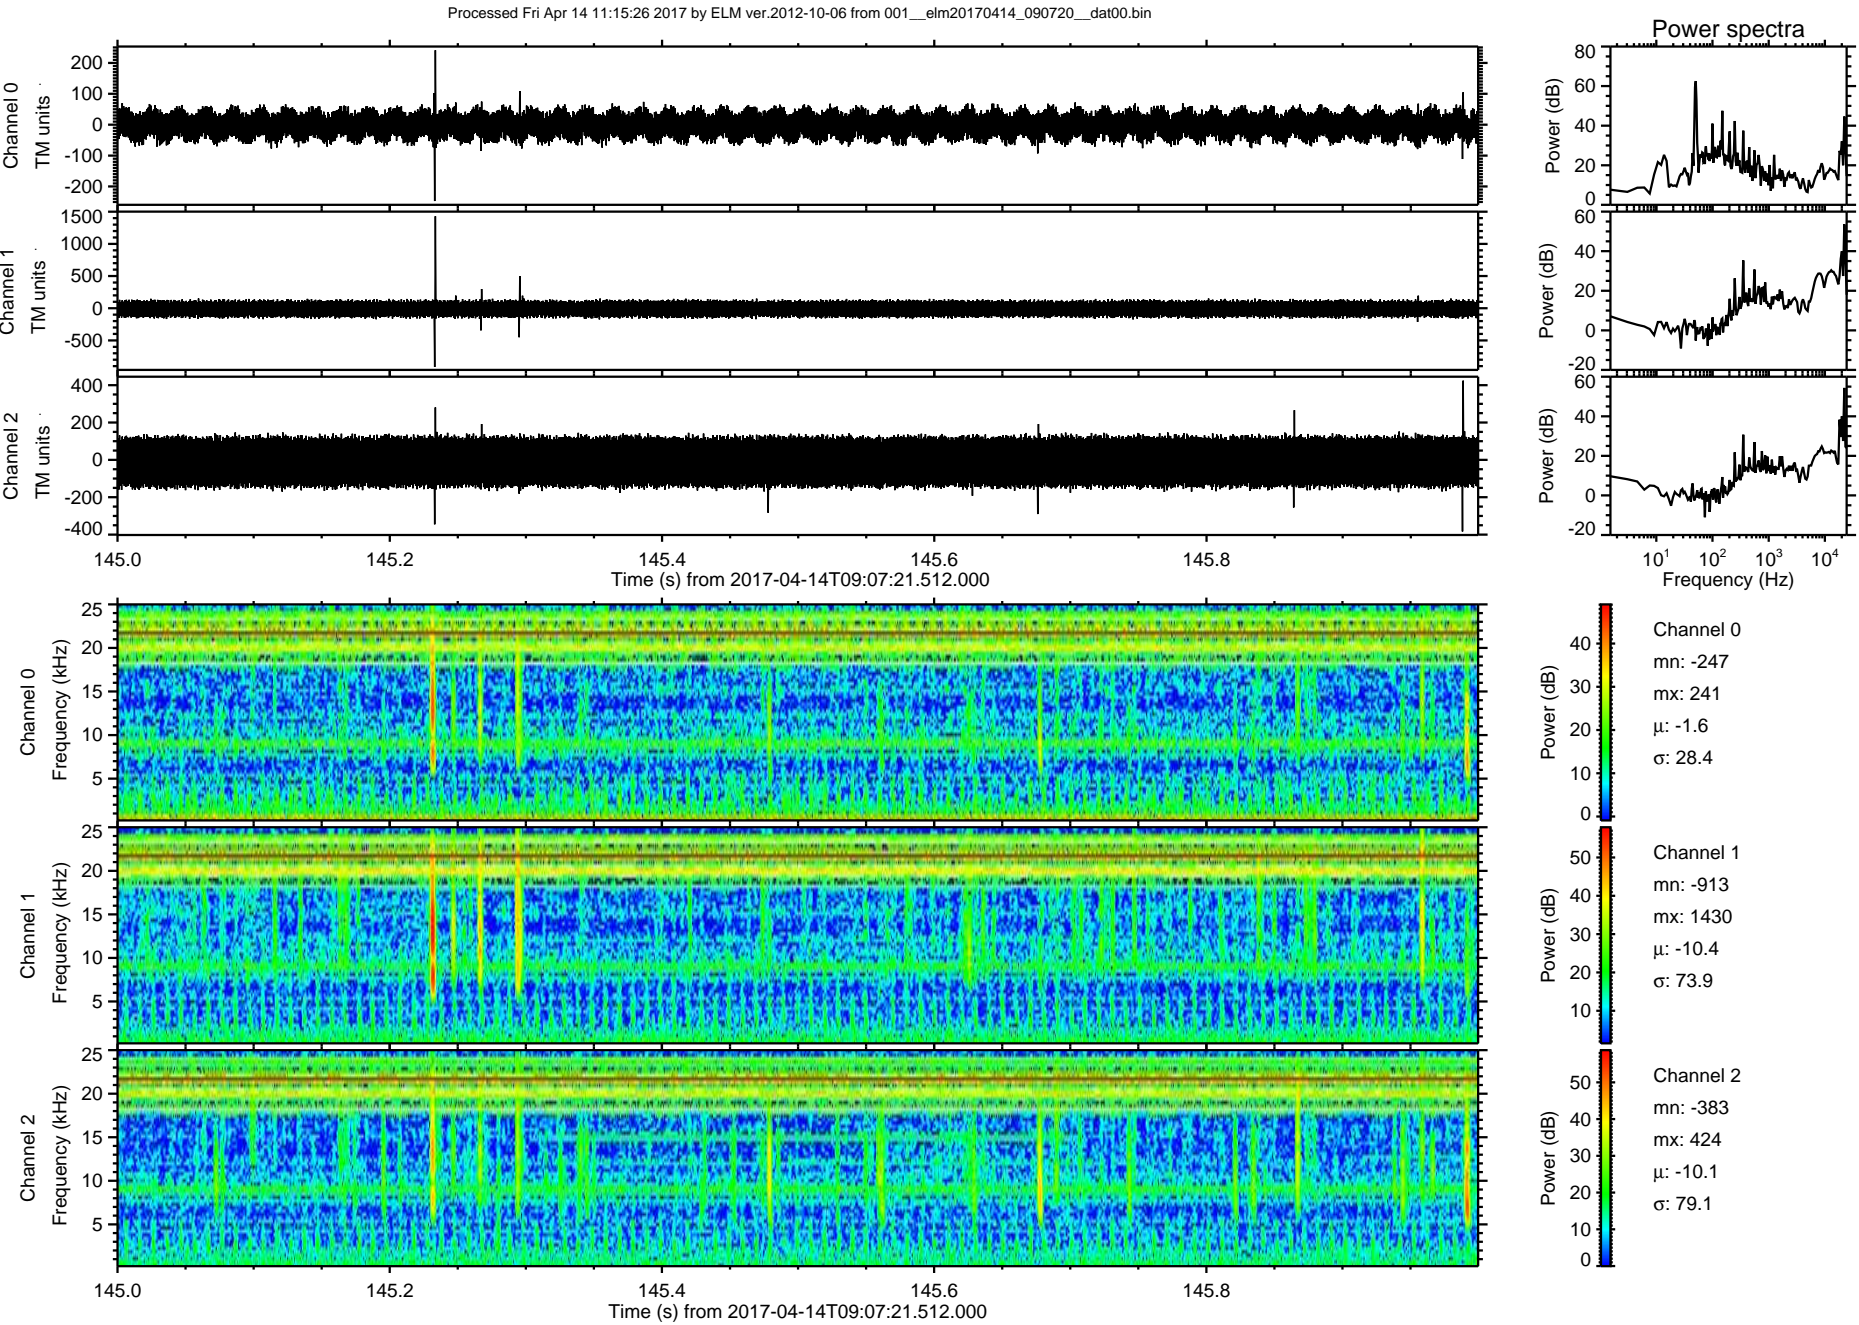 Processed Fri Apr 14 11:15:26 2017 by ELM ver.2012-10-06 from 001__elm20170414_090720__dat00.bin
Power spectra
Channel 0
TM units
200
100
0
-100
-200
Power (dB)
80
60
40
20
0
Channel 1
TM units
1500
1000
500
0
-500
Power (dB)
60
40
20
0
-20
Channel 2
TM units
400
200
0
-200
-400
Power (dB)
60
40
20
0
-20
145.0 145.2 145.4 145.6 145.8
Time (s) from 2017-04-14T09:07:21.512.000
10^1 10^2 10^3 10^4
Frequency (Hz)
Channel 0
Frequency (kHz)
25
20
15
10
5
Power (dB)
40
30
20
10
0
Channel 0
mn: -247
mx: 241
μ: -1.6
σ: 28.4
Channel 1
Frequency (kHz)
25
20
15
10
5
Power (dB)
50
40
30
20
10
Channel 1
mn: -913
mx: 1430
μ: -10.4
σ: 73.9
Channel 2
Frequency (kHz)
25
20
15
10
5
Power (dB)
50
40
30
20
10
0
Channel 2
mn: -383
mx: 424
μ: -10.1
σ: 79.1
145.0 145.2 145.4 145.6 145.8
Time (s) from 2017-04-14T09:07:21.512.000